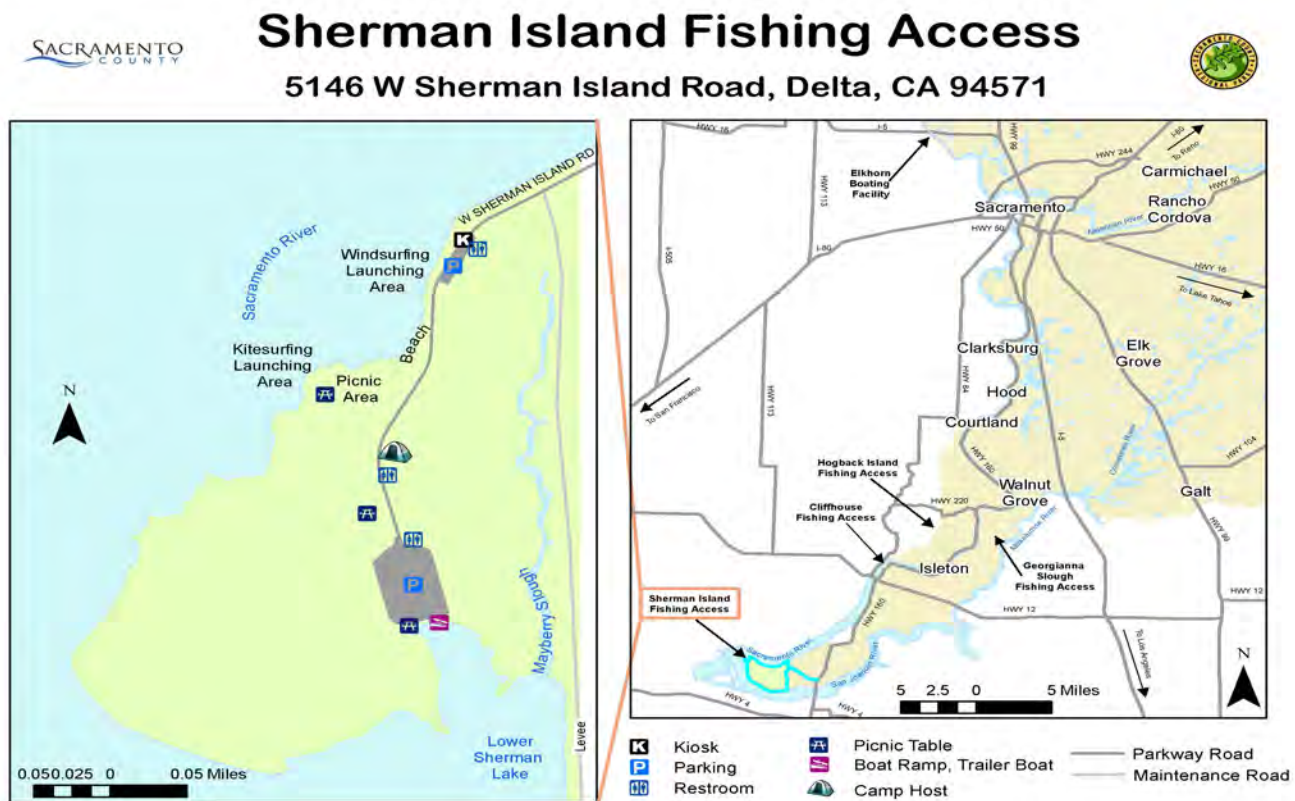 Sherman Island Fishing Access
SACRAMENTO
COUNTY
5146 W Sherman Island Road, Delta, CA 94571
W SHERMAN ISLAND RD
K
Sacramento River
Windsurfing
Launching
Area
P
Beach
Kitesurfing
Launching
Area
Picnic
Area
N
P
Mayberry Slough
Lower
Sherman
Lake
Levee
0.050.025 0 0.05 Miles
HWY 16
I-5
HWY 99
I-80
To Reno
HWY 244
Elkhorn
Boating
Facility
Carmichael
HWY 113
Rancho
Cordova
HWY 50
Sacramento
American River
HWY 50
I-505
I-80
HWY 16
To Lake Tahoe
Clarksburg
Elk
Grove
HWY 84
Hood
To San Francisco
HWY 113
Courtland
I-5
HWY 104
HWY 160
Hogback Island
Fishing Access
Walnut
Grove
Galt
Cliffhouse
Fishing Access
HWY 220
HWY 99
Isleton
Georgianna
Slough
Fishing Access
Sherman Island
Fishing Access
HWY 12
HWY 12
HWY 160
To Los Angeles
Sacramento River
San Joaquin River
N
HWY 4
HWY 4
5 2.5 0 5 Miles
K Kiosk
P Parking
Restroom
Picnic Table
Boat Ramp, Trailer Boat
Camp Host
Parkway Road
Maintenance Road